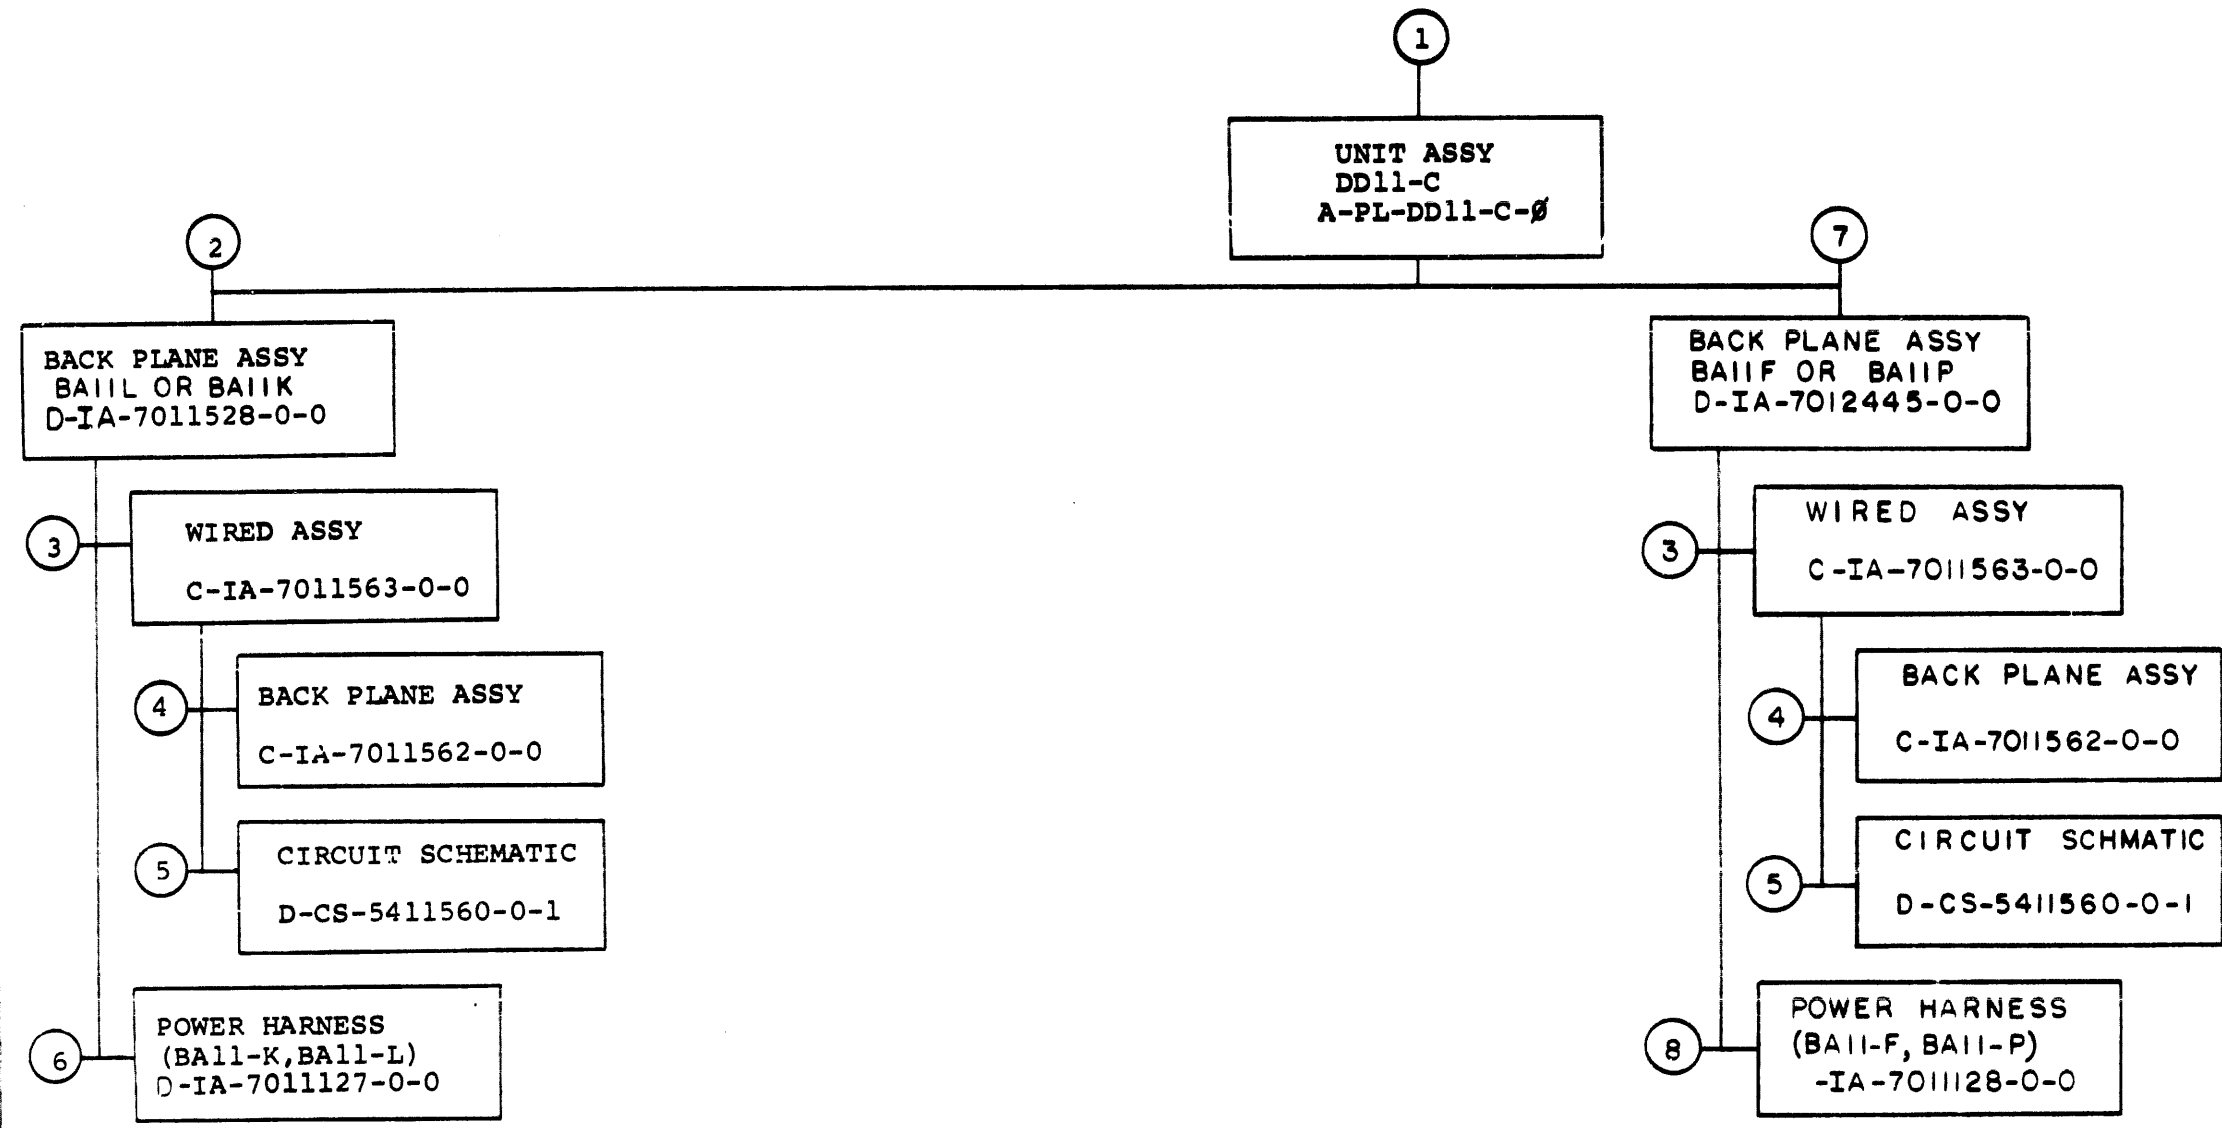 1
UNIT ASSY
DD11-C
A-PL-DD11-C-Ø
2
7
BACK PLANE ASSY
BA11L OR BA11K
D-IA-7011528-0-0
BACK PLANE ASSY
BA11F OR BA11P
D-IA-7012445-0-0
3
WIRED ASSY
C-IA-7011563-0-0
3
WIRED ASSY
C-IA-7011563-0-0
4
BACK PLANE ASSY
C-IA-7011562-0-0
4
BACK PLANE ASSY
C-IA-7011562-0-0
5
CIRCUIT SCHEMATIC
D-CS-5411560-0-1
5
CIRCUIT SCHMATIC
D-CS-5411560-0-1
6
POWER HARNESS
(BA11-K,BA11-L)
D-IA-7011127-0-0
8
POWER HARNESS
(BA11-F, BA11-P)
-IA-7011128-0-0